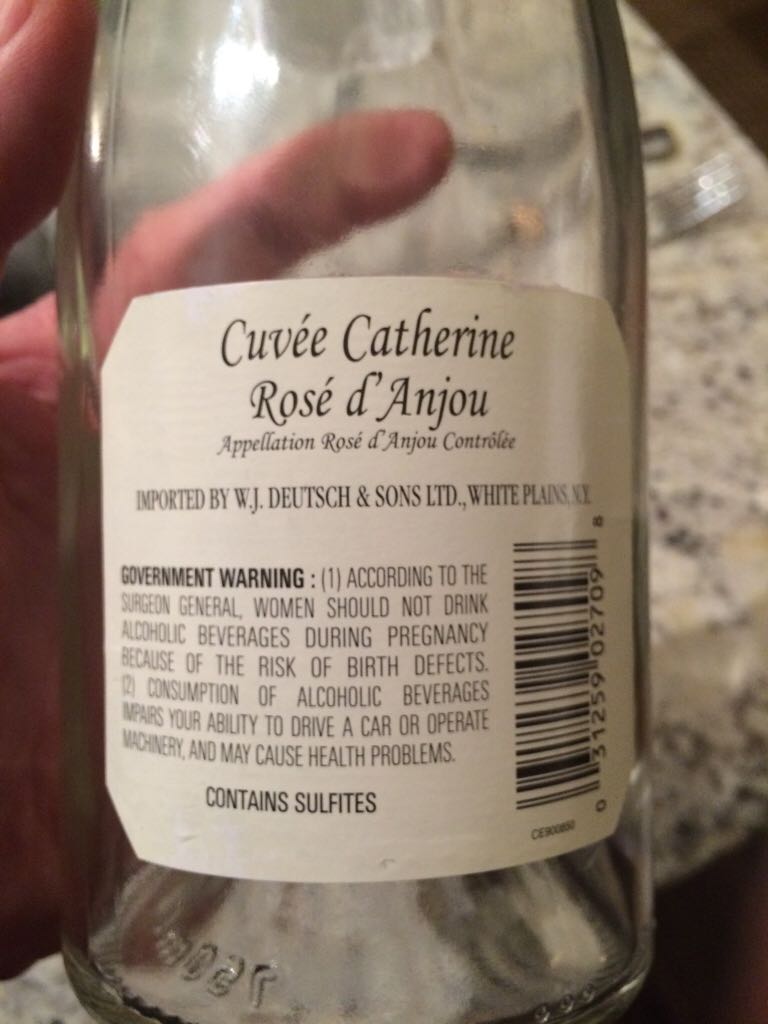 Cuvée Catherine
Rosé d'Anjou
Appellation Rosé d'Anjou Contrôlée
IMPORTED BY W.J. DEUTSCH & SONS LTD., WHITE PLAINS, N.Y.
GOVERNMENT WARNING : (1) ACCORDING TO THE
SURGEON GENERAL, WOMEN SHOULD NOT DRINK
ALCOHOLIC BEVERAGES DURING PREGNANCY
BECAUSE OF THE RISK OF BIRTH DEFECTS.
(2) CONSUMPTION OF ALCOHOLIC BEVERAGES
IMPAIRS YOUR ABILITY TO DRIVE A CAR OR OPERATE
MACHINERY, AND MAY CAUSE HEALTH PROBLEMS.
CONTAINS SULFITES
0 31259 02709 8
CE900850